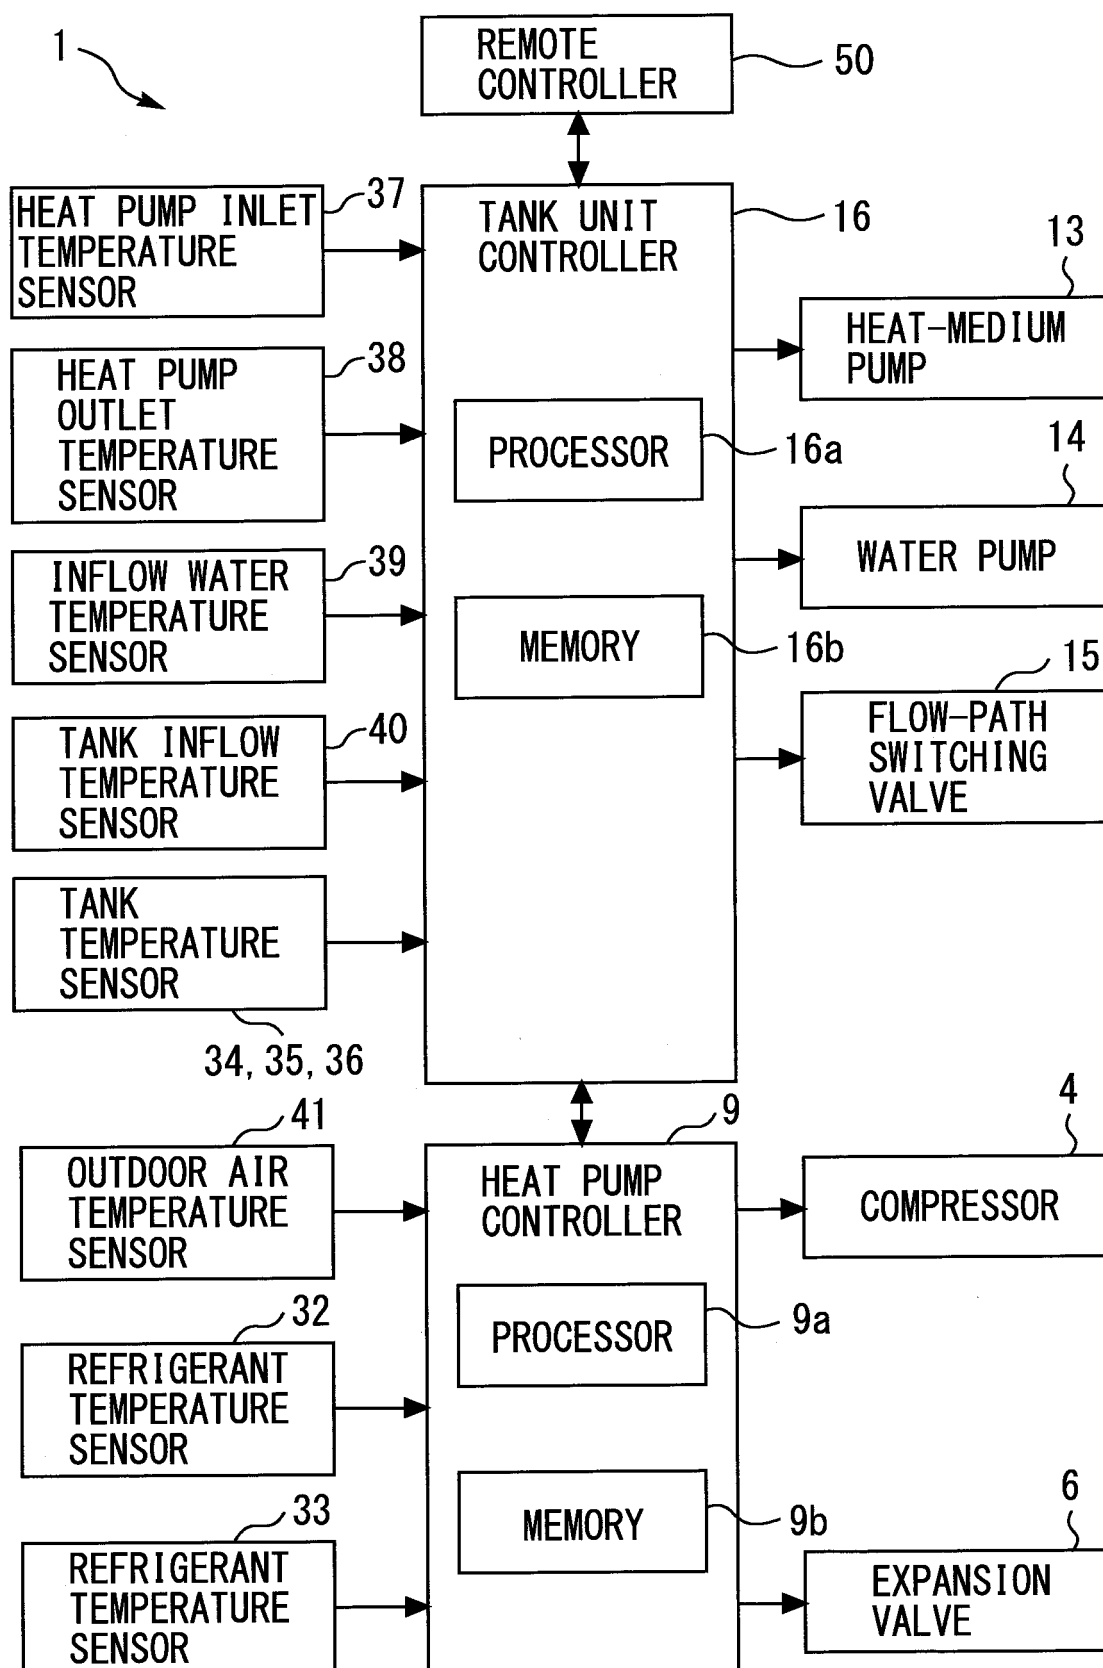 1
REMOTE
CONTROLLER
50
HEAT PUMP INLET
TEMPERATURE
SENSOR
37
TANK UNIT
CONTROLLER
16
13
HEAT-MEDIUM
PUMP
HEAT PUMP
OUTLET
TEMPERATURE
SENSOR
38
PROCESSOR
16a
14
WATER PUMP
INFLOW WATER
TEMPERATURE
SENSOR
39
MEMORY
16b
15
FLOW-PATH
SWITCHING
VALVE
TANK INFLOW
TEMPERATURE
SENSOR
40
TANK
TEMPERATURE
SENSOR
34, 35, 36
41
OUTDOOR AIR
TEMPERATURE
SENSOR
9
HEAT PUMP
CONTROLLER
4
COMPRESSOR
32
REFRIGERANT
TEMPERATURE
SENSOR
PROCESSOR
9a
33
REFRIGERANT
TEMPERATURE
SENSOR
MEMORY
9b
6
EXPANSION
VALVE